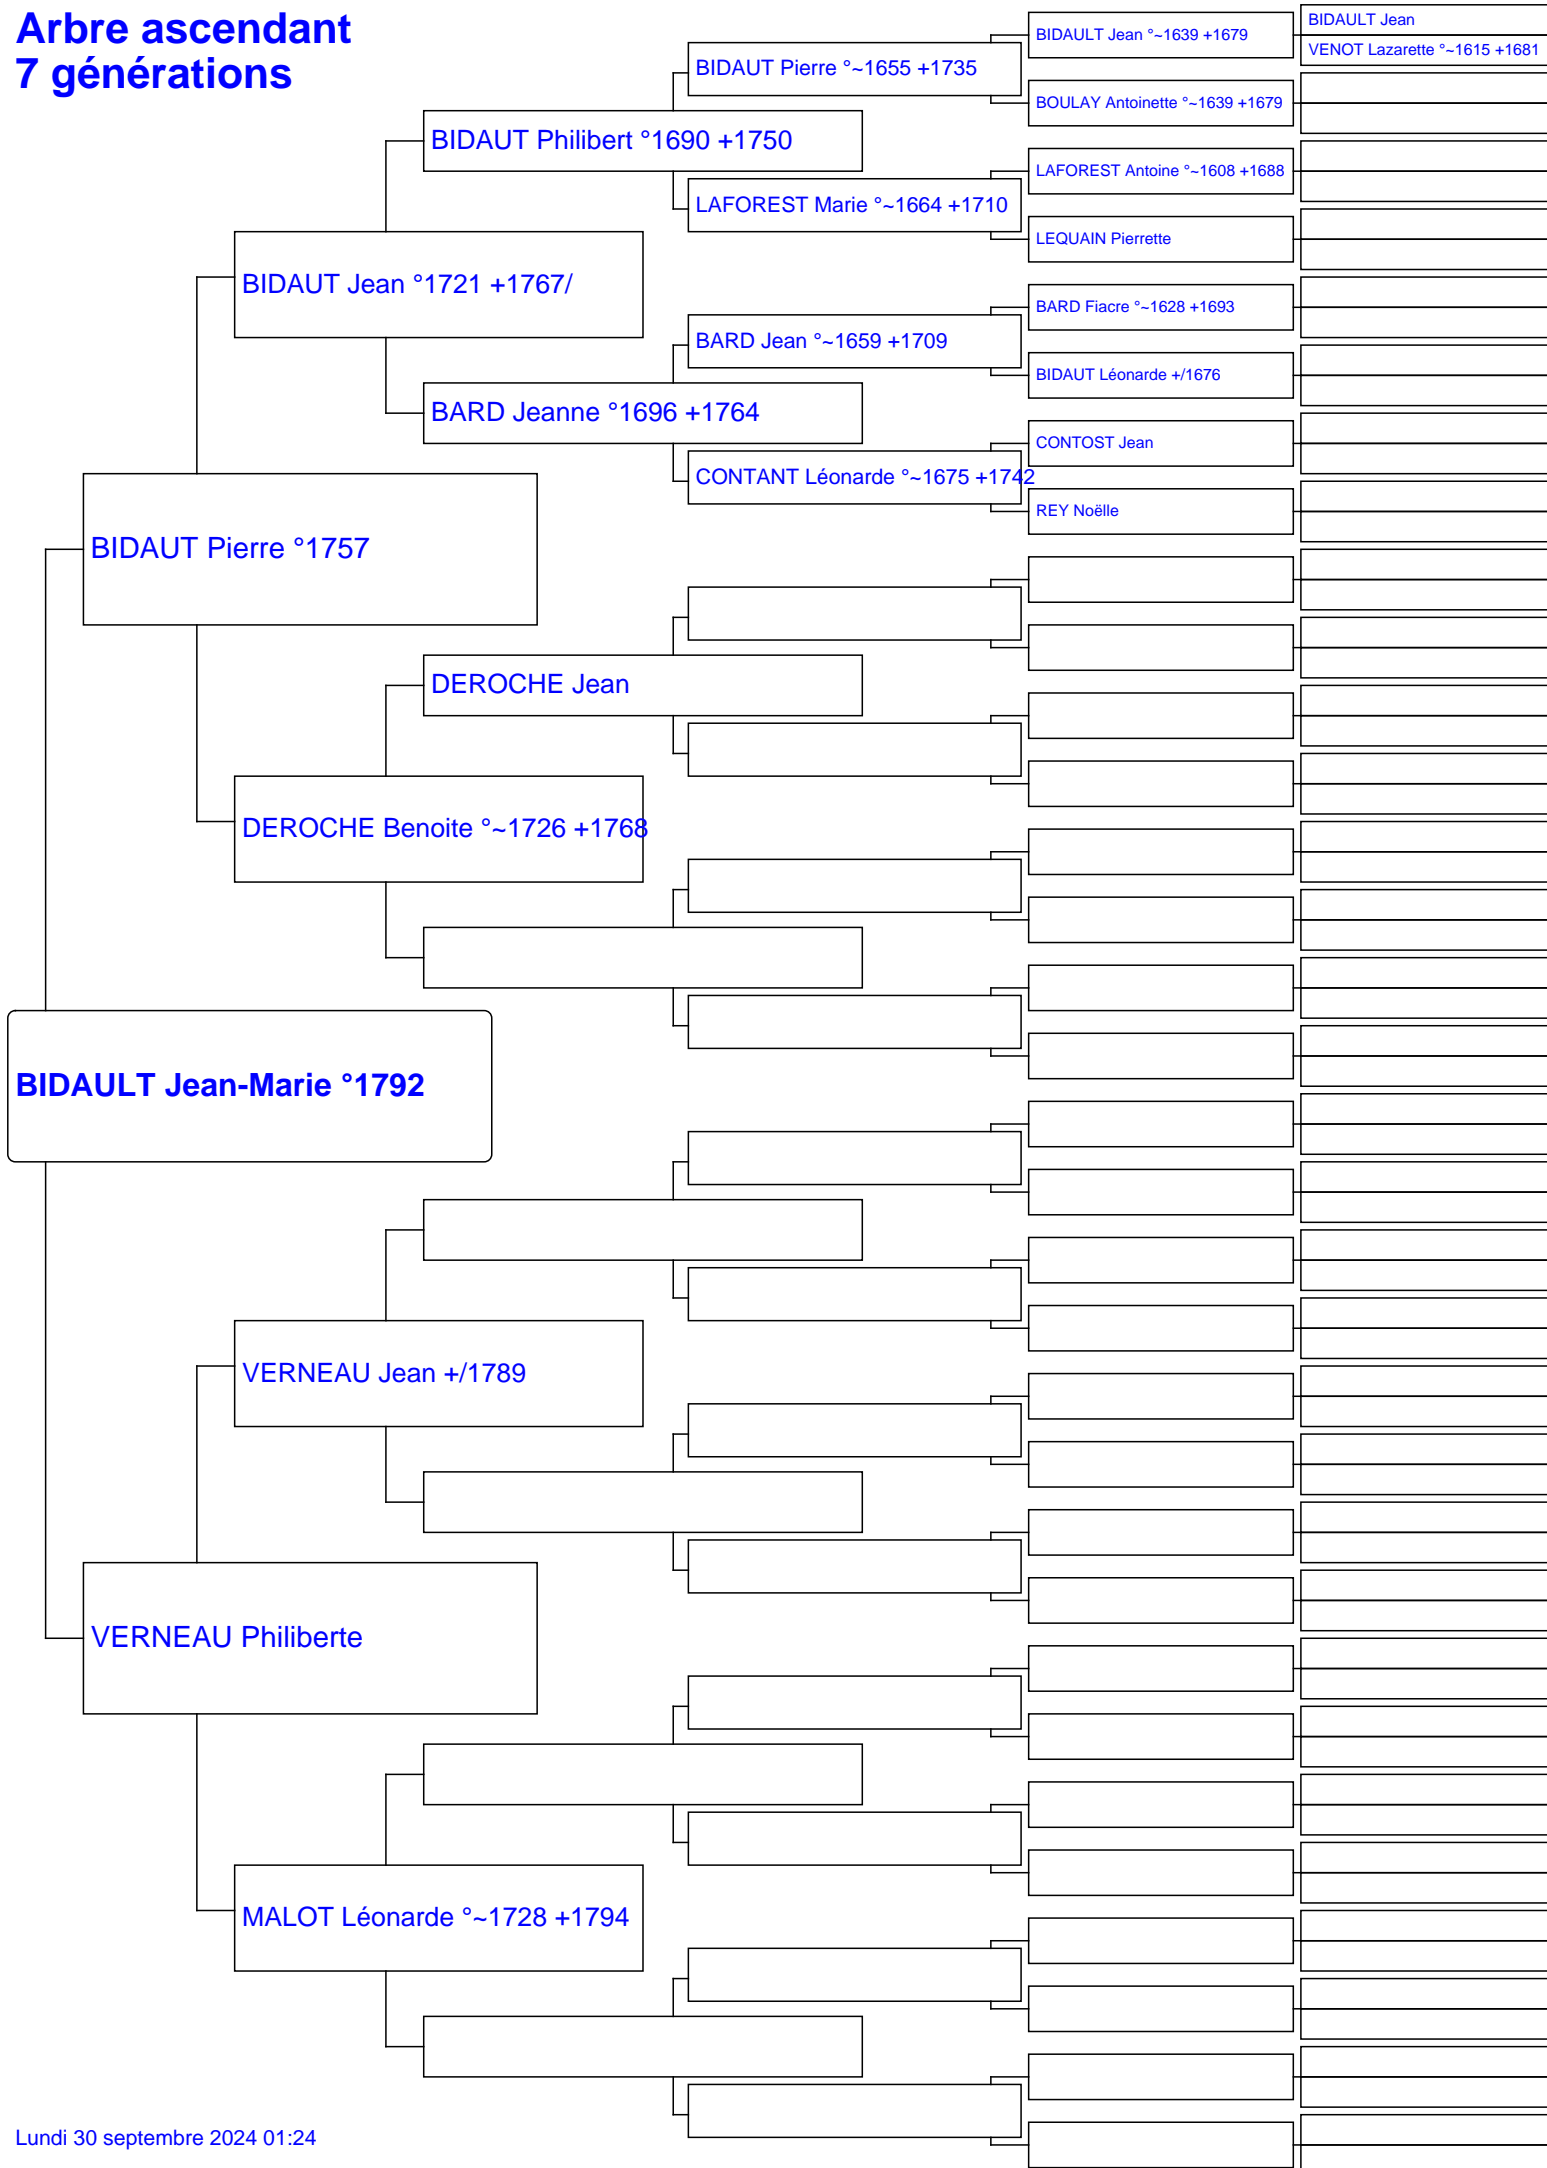 Arbre ascendant
7 générations
BIDAULT Jean °~1639 +1679
BIDAULT Jean
VENOT Lazarette °~1615 +1681
BIDAUT Pierre °~1655 +1735
BOULAY Antoinette °~1639 +1679
BIDAUT Philibert °1690 +1750
LAFOREST Antoine °~1608 +1688
LAFOREST Marie °~1664 +1710
LEQUAIN Pierrette
BIDAUT Jean °1721 +1767/
BARD Fiacre °~1628 +1693
BARD Jean °~1659 +1709
BIDAUT Léonarde +/1676
BARD Jeanne °1696 +1764
CONTOST Jean
CONTANT Léonarde °~1675 +1742
REY Noëlle
BIDAUT Pierre °1757
DEROCHE Jean
DEROCHE Benoite °~1726 +1768
BIDAULT Jean-Marie °1792
VERNEAU Jean +/1789
VERNEAU Philiberte
MALOT Léonarde °~1728 +1794
Lundi 30 septembre 2024 01:24